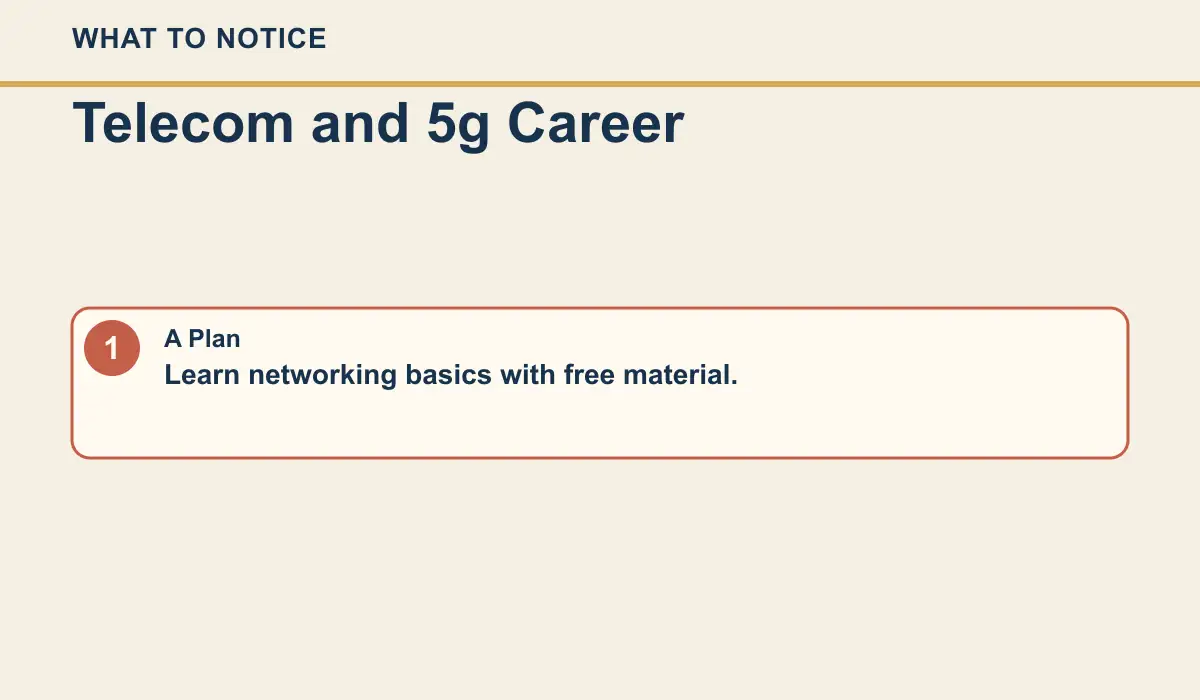 WHAT TO NOTICE
Telecom and 5g Career
1
A Plan
Learn networking basics with free material.